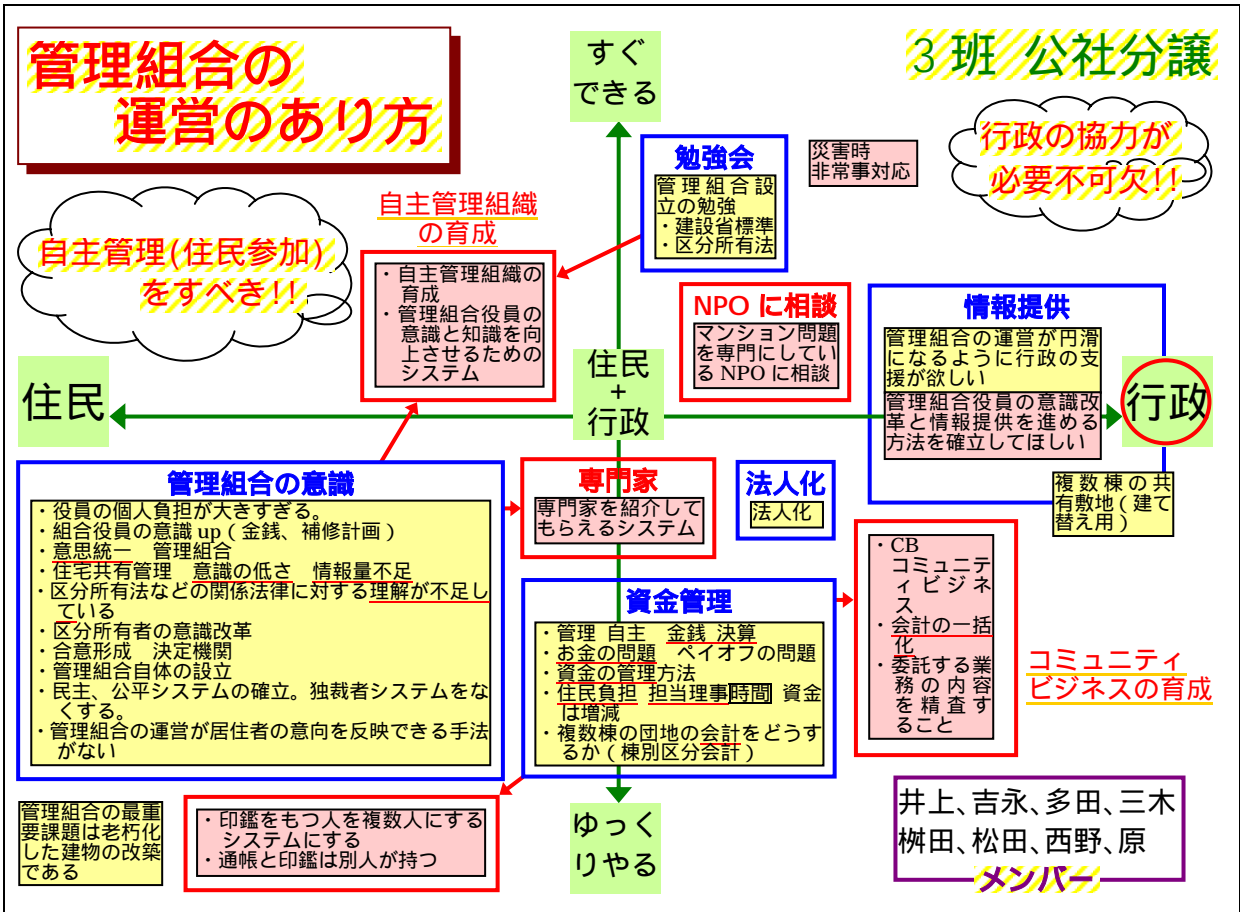 管理組合の
運営のあり方
3班 公社分譲
すぐ
できる
行政の協力が
必要不可欠!!
自主管理(住民参加)
をすべき!!
勉強会
管理組合設
立の勉強
・建設省標準
・区分所有法
災害時
非常事対応
自主管理組織
の育成
・自主管理組織の
育成
・管理組合役員の
意識と知識を向
上させるための
システム
NPO に相談
マンション問題
を専門にしてい
る NPO に相談
情報提供
管理組合の運営が円滑
になるように行政の支
援が欲しい
管理組合役員の意識改
革と情報提供を進める
方法を確立してほしい
住民
住民
+
行政
行政
複数棟の共
有敷地(建て
替え用)
管理組合の意識
・役員の個人負担が大きすぎる。
・組合役員の意識 up(金銭、補修計画)
・意思統一 管理組合
・住宅共有管理 意識の低さ 情報量不足
・区分所有法などの関係法律に対する理解が不足し
ている
・区分所有者の意識改革
・合意形成 決定機関
・管理組合自体の設立
・民主、公平システムの確立。独裁者システムをな
くする。
・管理組合の運営が居住者の意向を反映できる手法
がない
専門家
専門家を紹介して
もらえるシステム
法人化
法人化
資金管理
・管理 自主 金銭 決算
・お金の問題 ペイオフの問題
・資金の管理方法
・住民負担 担当理事時間 資金
は増減
・複数棟の団地の会計をどうす
るか(棟別区分会計)
・CB
コミュニテ
ィビジネ
ス
・会計の一括
化
・委託する業
務の内容
を精査す
ること
コミュニティ
ビジネスの育成
管理組合の最重
要課題は老朽化
した建物の改築
である
・印鑑をもつ人を複数人にする
システムにする
・通帳と印鑑は別人が持つ
ゆっく
りやる
井上、吉永、多田、三木
桝田、松田、西野、原
メンバー